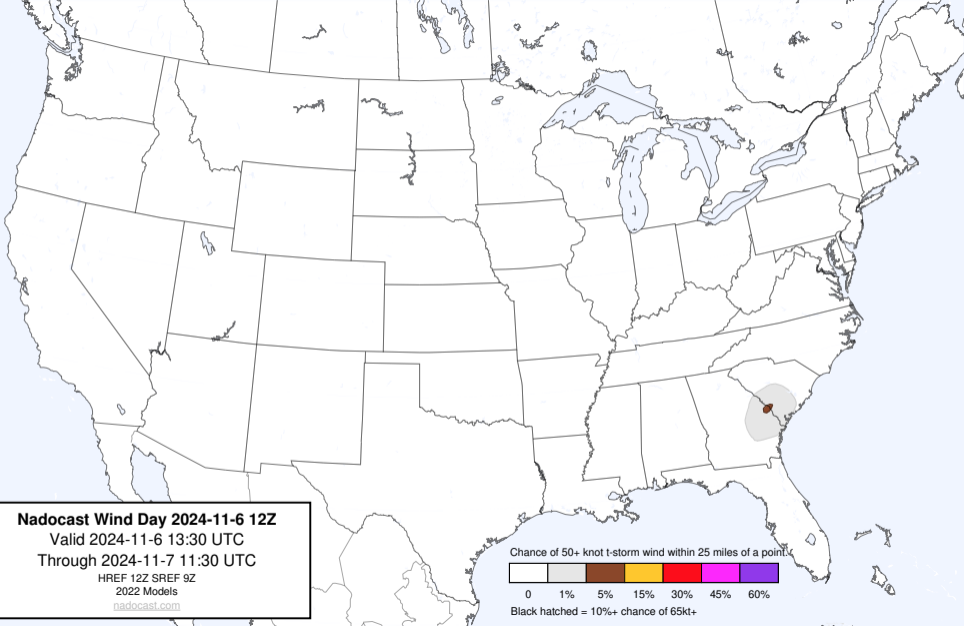 Nadocast Wind Day 2024-11-6 12Z
Valid 2024-11-6 13:30 UTC
Through 2024-11-7 11:30 UTC
HREF 12Z SREF 9Z
2022 Models
nadocast.com
Chance of 50+ knot t-storm wind within 25 miles of a point.
0 1% 5% 15% 30% 45% 60%
Black hatched = 10%+ chance of 65kt+